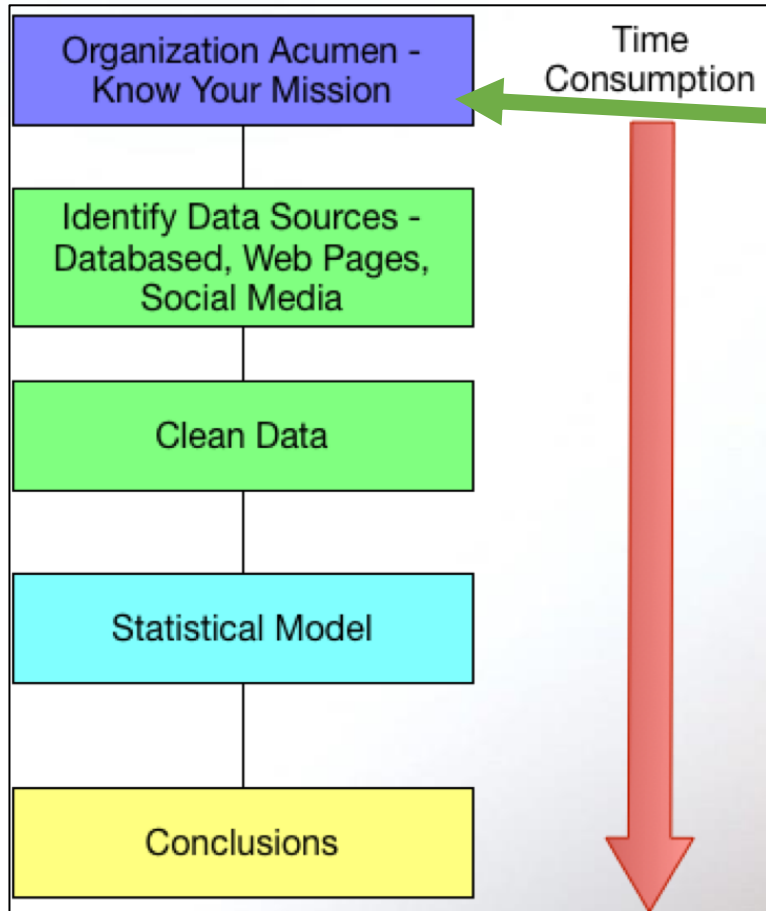 Organization Acumen -
Know Your Mission
Time
Consumption
Identify Data Sources -
Databased, Web Pages,
Social Media
Clean Data
Statistical Model
Conclusions